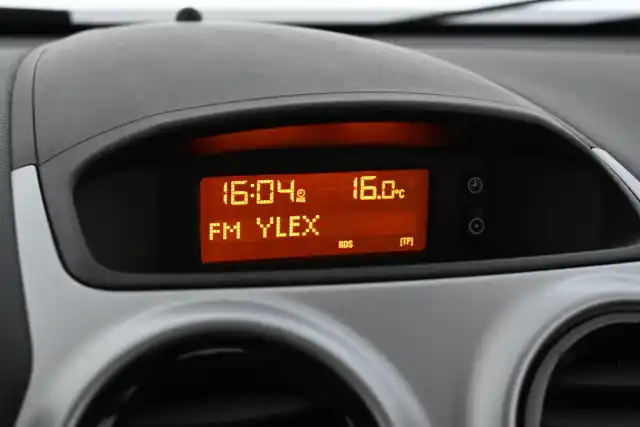 16:04 16.0°C
FM YLEX
RDS [TP]